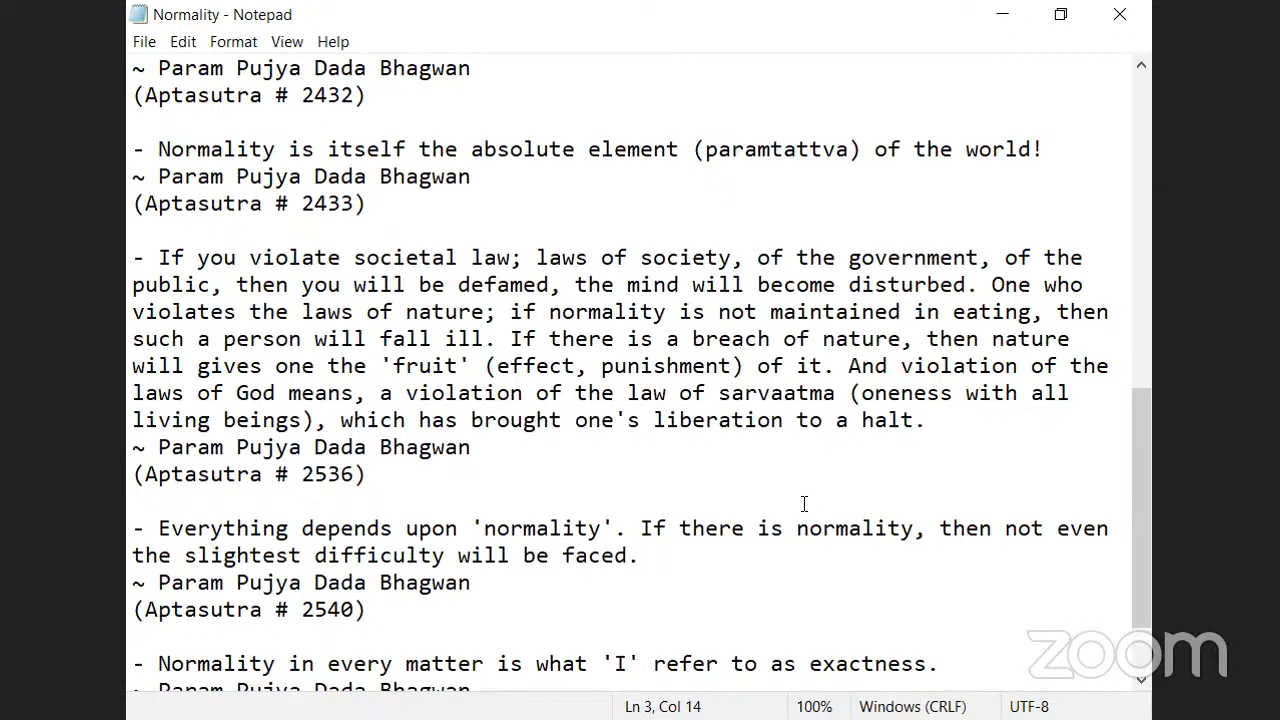 Normality - Notepad
File Edit Format View Help
~ Param Pujya Dada Bhagwan
(Aptasutra # 2432)
- Normality is itself the absolute element (paramtattva) of the world!
~ Param Pujya Dada Bhagwan
(Aptasutra # 2433)
- If you violate societal law; laws of society, of the government, of the
public, then you will be defamed, the mind will become disturbed. One who
violates the laws of nature; if normality is not maintained in eating, then
such a person will fall ill. If there is a breach of nature, then nature
will gives one the 'fruit' (effect, punishment) of it. And violation of the
laws of God means, a violation of the law of sarvaatma (oneness with all
living beings), which has brought one's liberation to a halt.
~ Param Pujya Dada Bhagwan
(Aptasutra # 2536)
- Everything depends upon 'normality'. If there is normality, then not even
the slightest difficulty will be faced.
~ Param Pujya Dada Bhagwan
(Aptasutra # 2540)
- Normality in every matter is what 'I' refer to as exactness.
~ Param Pujya Dada Bhagwan
zoom
Ln 3, Col 14 100% Windows (CRLF) UTF-8